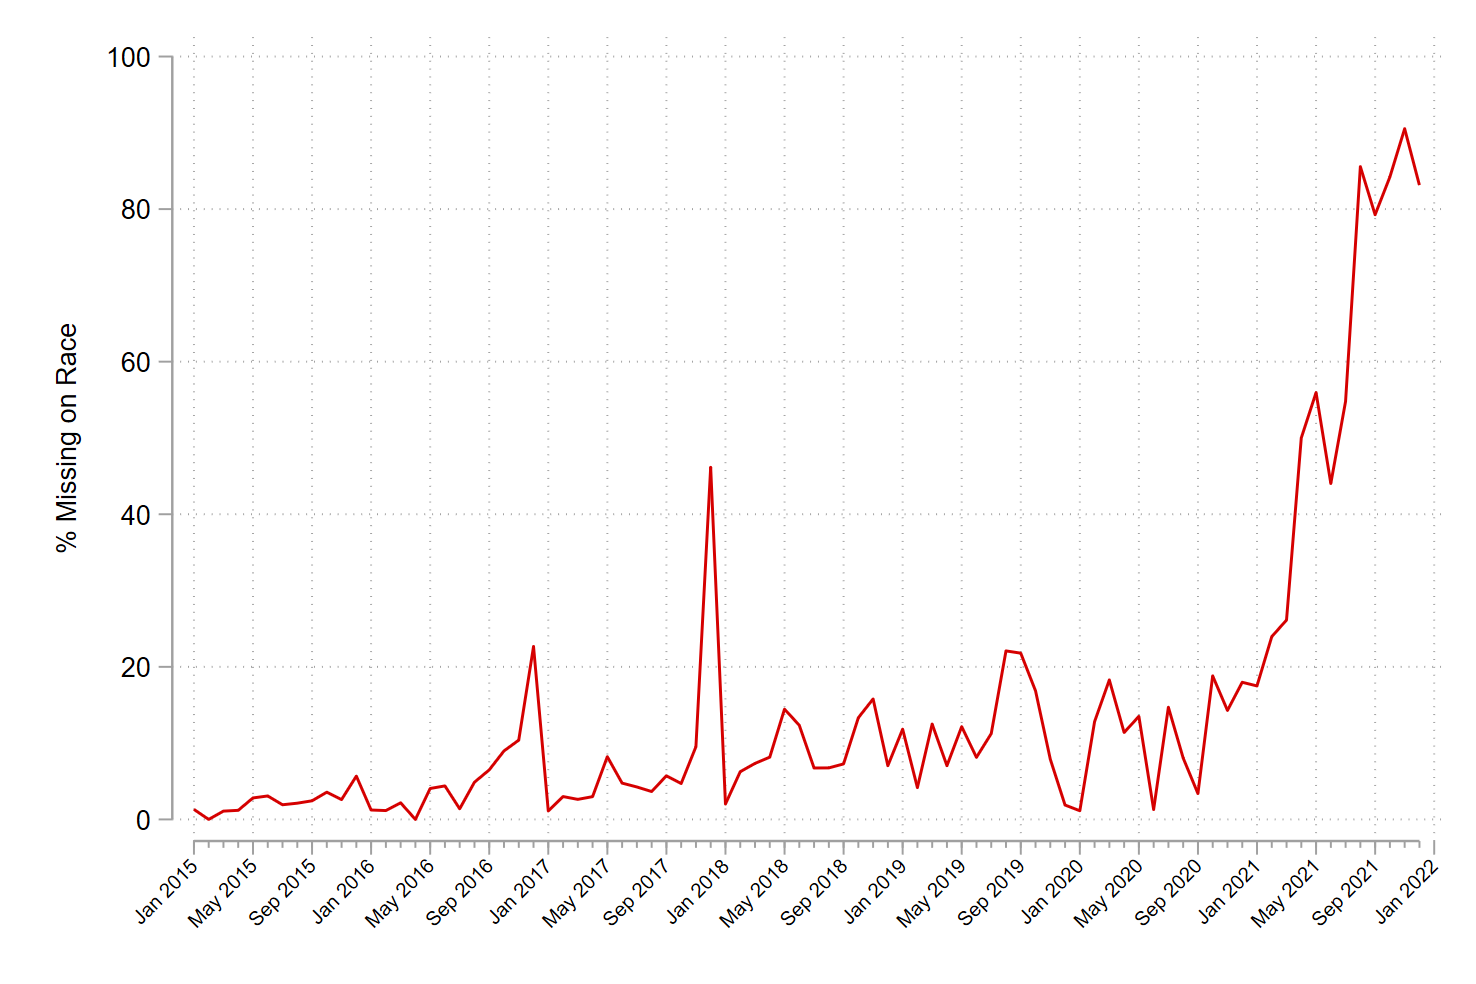 100
80
60
40
20
0
% Missing on Race
Jan 2015
May 2015
Sep 2015
Jan 2016
May 2016
Sep 2016
Jan 2017
May 2017
Sep 2017
Jan 2018
May 2018
Sep 2018
Jan 2019
May 2019
Sep 2019
Jan 2020
May 2020
Sep 2020
Jan 2021
May 2021
Sep 2021
Jan 2022